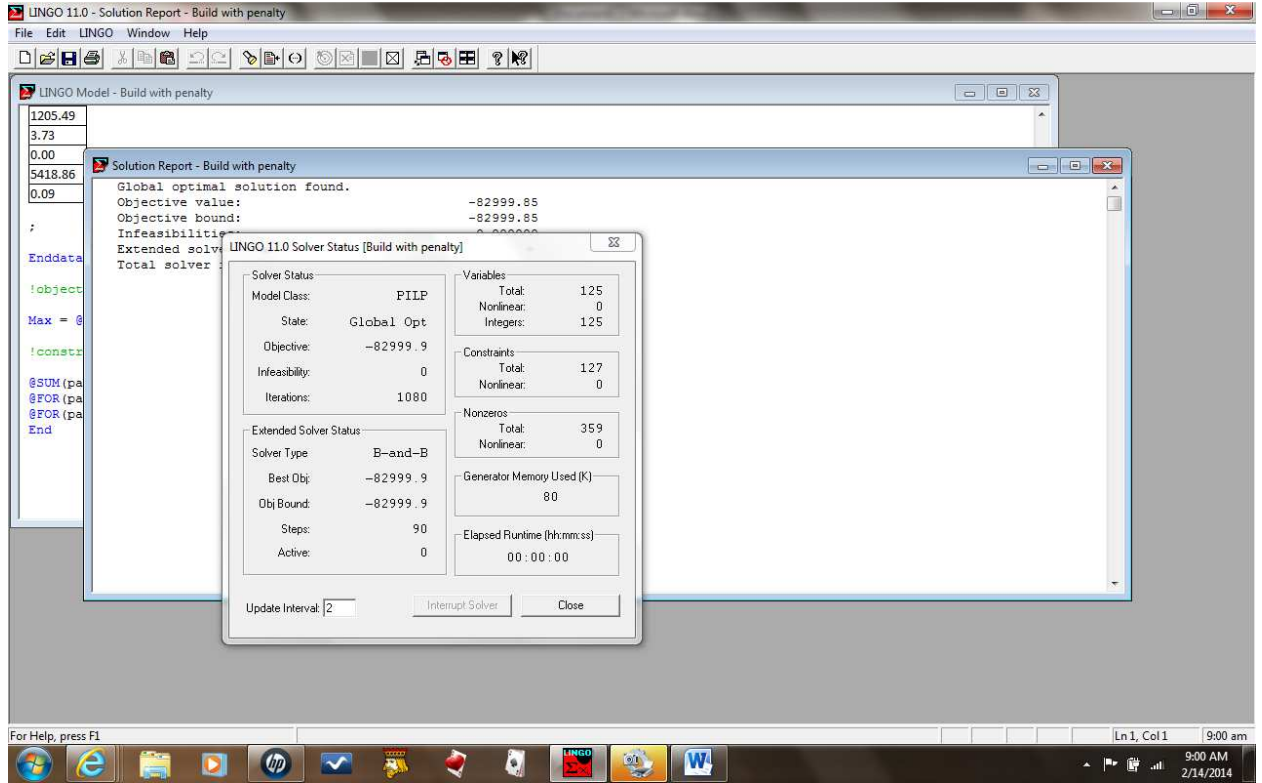 LINGO 11.0 - Solution Report - Build with penalty
File Edit LINGO Window Help
LINGO Model - Build with penalty
1205.49
3.73
0.00
5418.86
0.09
;
Enddata
!object
Max = @
!constr
@SUM(pa
@FOR(pa
@FOR(pa
End
Solution Report - Build with penalty
Global optimal solution found.
Objective value: -82999.85
Objective bound: -82999.85
Infeasibilities: 0.000000
Extended solve
Total solver
LINGO 11.0 Solver Status [Build with penalty]
Solver Status
Model Class: PILP
State: Global Opt
Objective: -82999.9
Infeasibility: 0
Iterations: 1080
Extended Solver Status
Solver Type B-and-B
Best Obj: -82999.9
Obj Bound: -82999.9
Steps: 90
Active: 0
Variables
Total: 125
Nonlinear: 0
Integers: 125
Constraints
Total: 127
Nonlinear: 0
Nonzeros
Total: 359
Nonlinear: 0
Generator Memory Used (K)
80
Elapsed Runtime (hh:mm:ss)
00:00:00
Update Interval: 2
Interrupt Solver
Close
For Help, press F1
Ln 1, Col 1
9:00 am
hp
LINGO
W
9:00 AM
2/14/2014